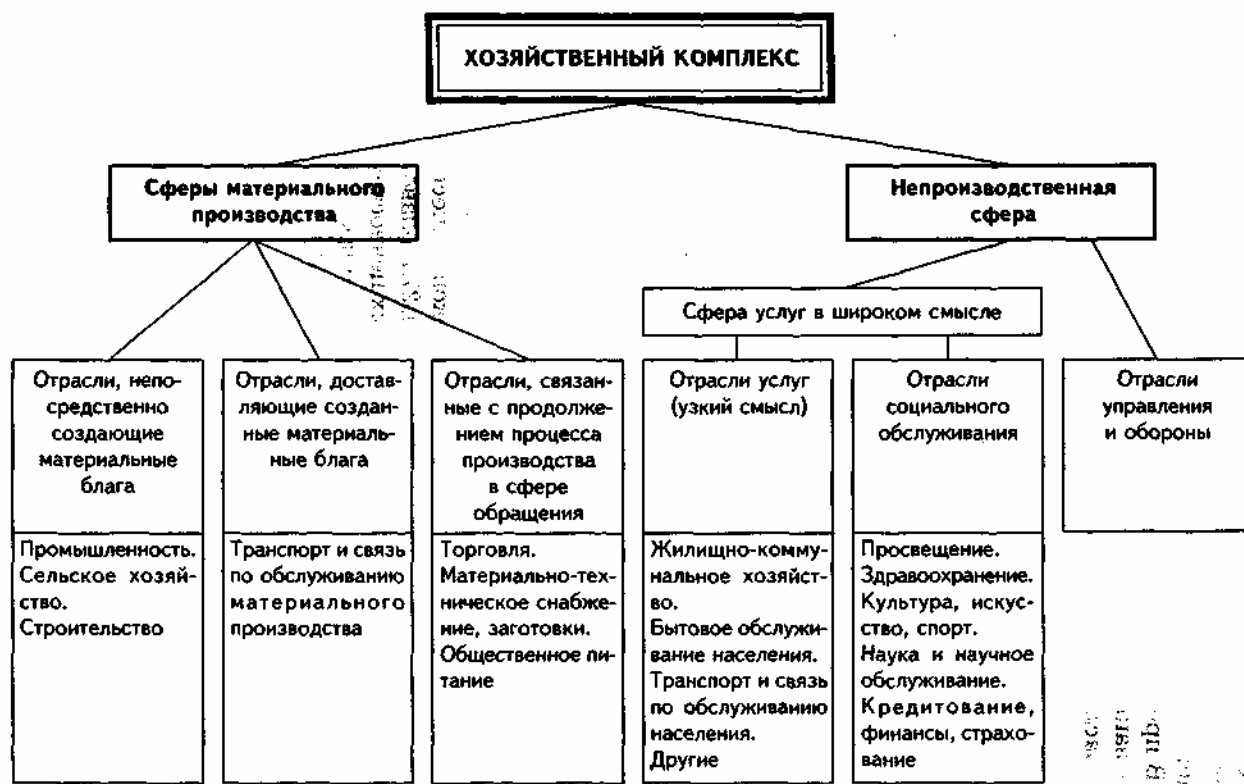 ХОЗЯЙСТВЕННЫЙ КОМПЛЕКС
Сферы материального
производства
Непроизводственная
сфера
Сфера услуг в широком смысле
Отрасли, непо-
средственно
создающие
материальные
блага
Отрасли, достав-
ляющие создан-
ные материаль-
ные блага
Отрасли, связан-
ные с продолже-
нием процесса
производства
в сфере
обращения
Отрасли услуг
(узкий смысл)
Отрасли
социального
обслуживания
Отрасли
управления
и обороны
Промышленность.
Сельское хозяй-
ство.
Строительство
Транспорт и связь
по обслуживанию
материального
производства
Торговля.
Материально-тех-
ническое снабже-
ние, заготовки.
Общественное пи-
тание
Жилищно-комму-
нальное хозяйст-
во.
Бытовое обслужи-
вание населения.
Транспорт и связь
по обслуживанию
населения.
Другие
Просвещение.
Здравоохранение.
Культура, искус-
ство, спорт.
Наука и научное
обслуживание.
Кредитование,
финансы, страхо-
вание